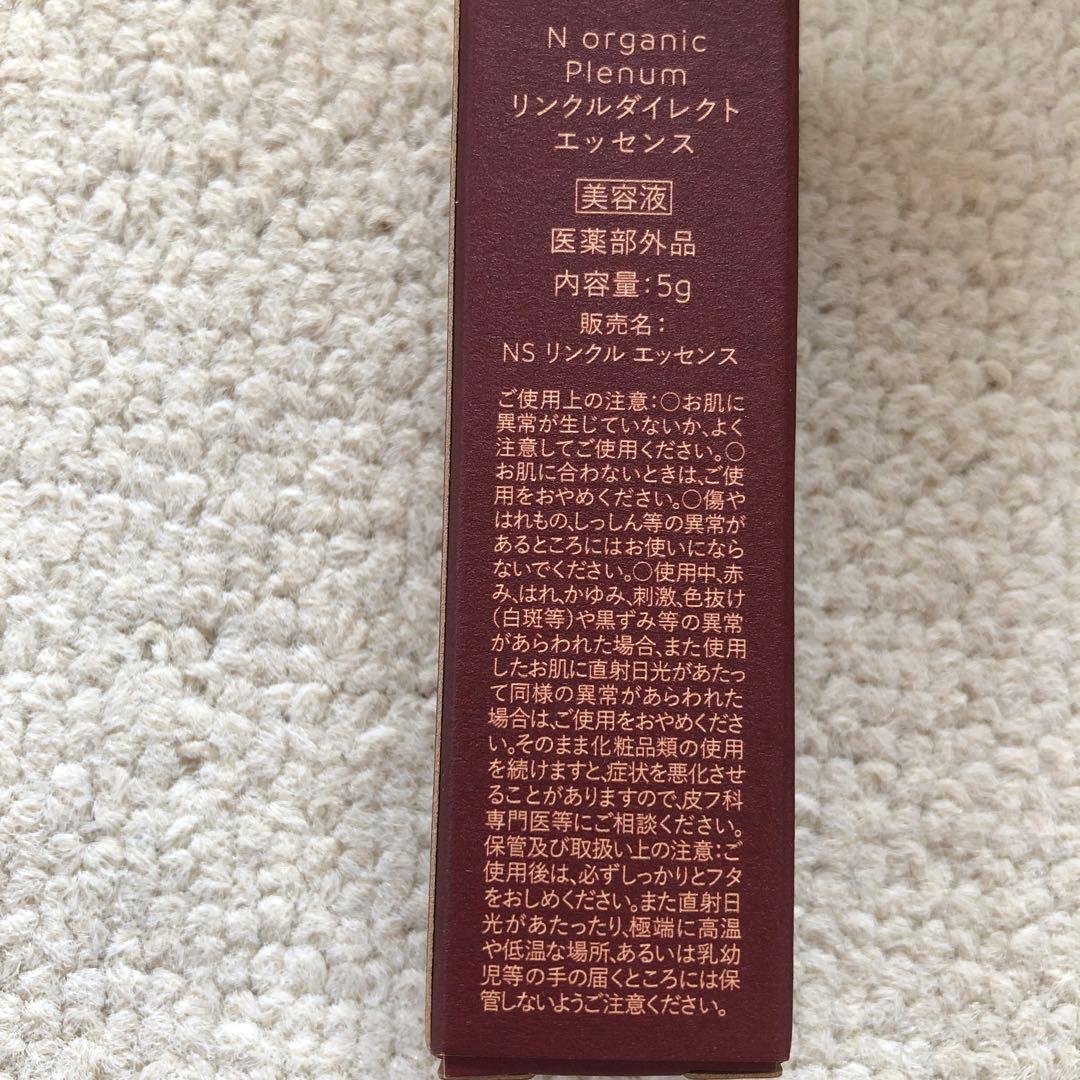 N organic
Plenum
リンクルダイレクト
エッセンス
美容液
医薬部外品
内容量:5g
販売名:
NS リンクル エッセンス
ご使用上の注意:○お肌に
異常が生じていないか、よく
注意してご使用ください。○
お肌に合わないときは、ご使
用をおやめください。○傷や
はれもの、しっしん等の異常が
あるところにはお使いになら
ないでください。○使用中、赤
み、はれ、かゆみ、刺激、色抜け
(白斑等)や黒ずみ等の異常
があらわれた場合、また使用
したお肌に直射日光があたっ
て同様の異常があらわれた
場合は、ご使用をおやめくださ
い。そのまま化粧品類の使用
を続けますと、症状を悪化させ
ることがありますので、皮フ科
専門医等にご相談ください。
保管及び取扱い上の注意:ご
使用後は、必ずしっかりとフタ
をおしめください。また直射日
光があたったり、極端に高温
や低温な場所、あるいは乳幼
児等の手の届くところには保
管しないようご注意ください。